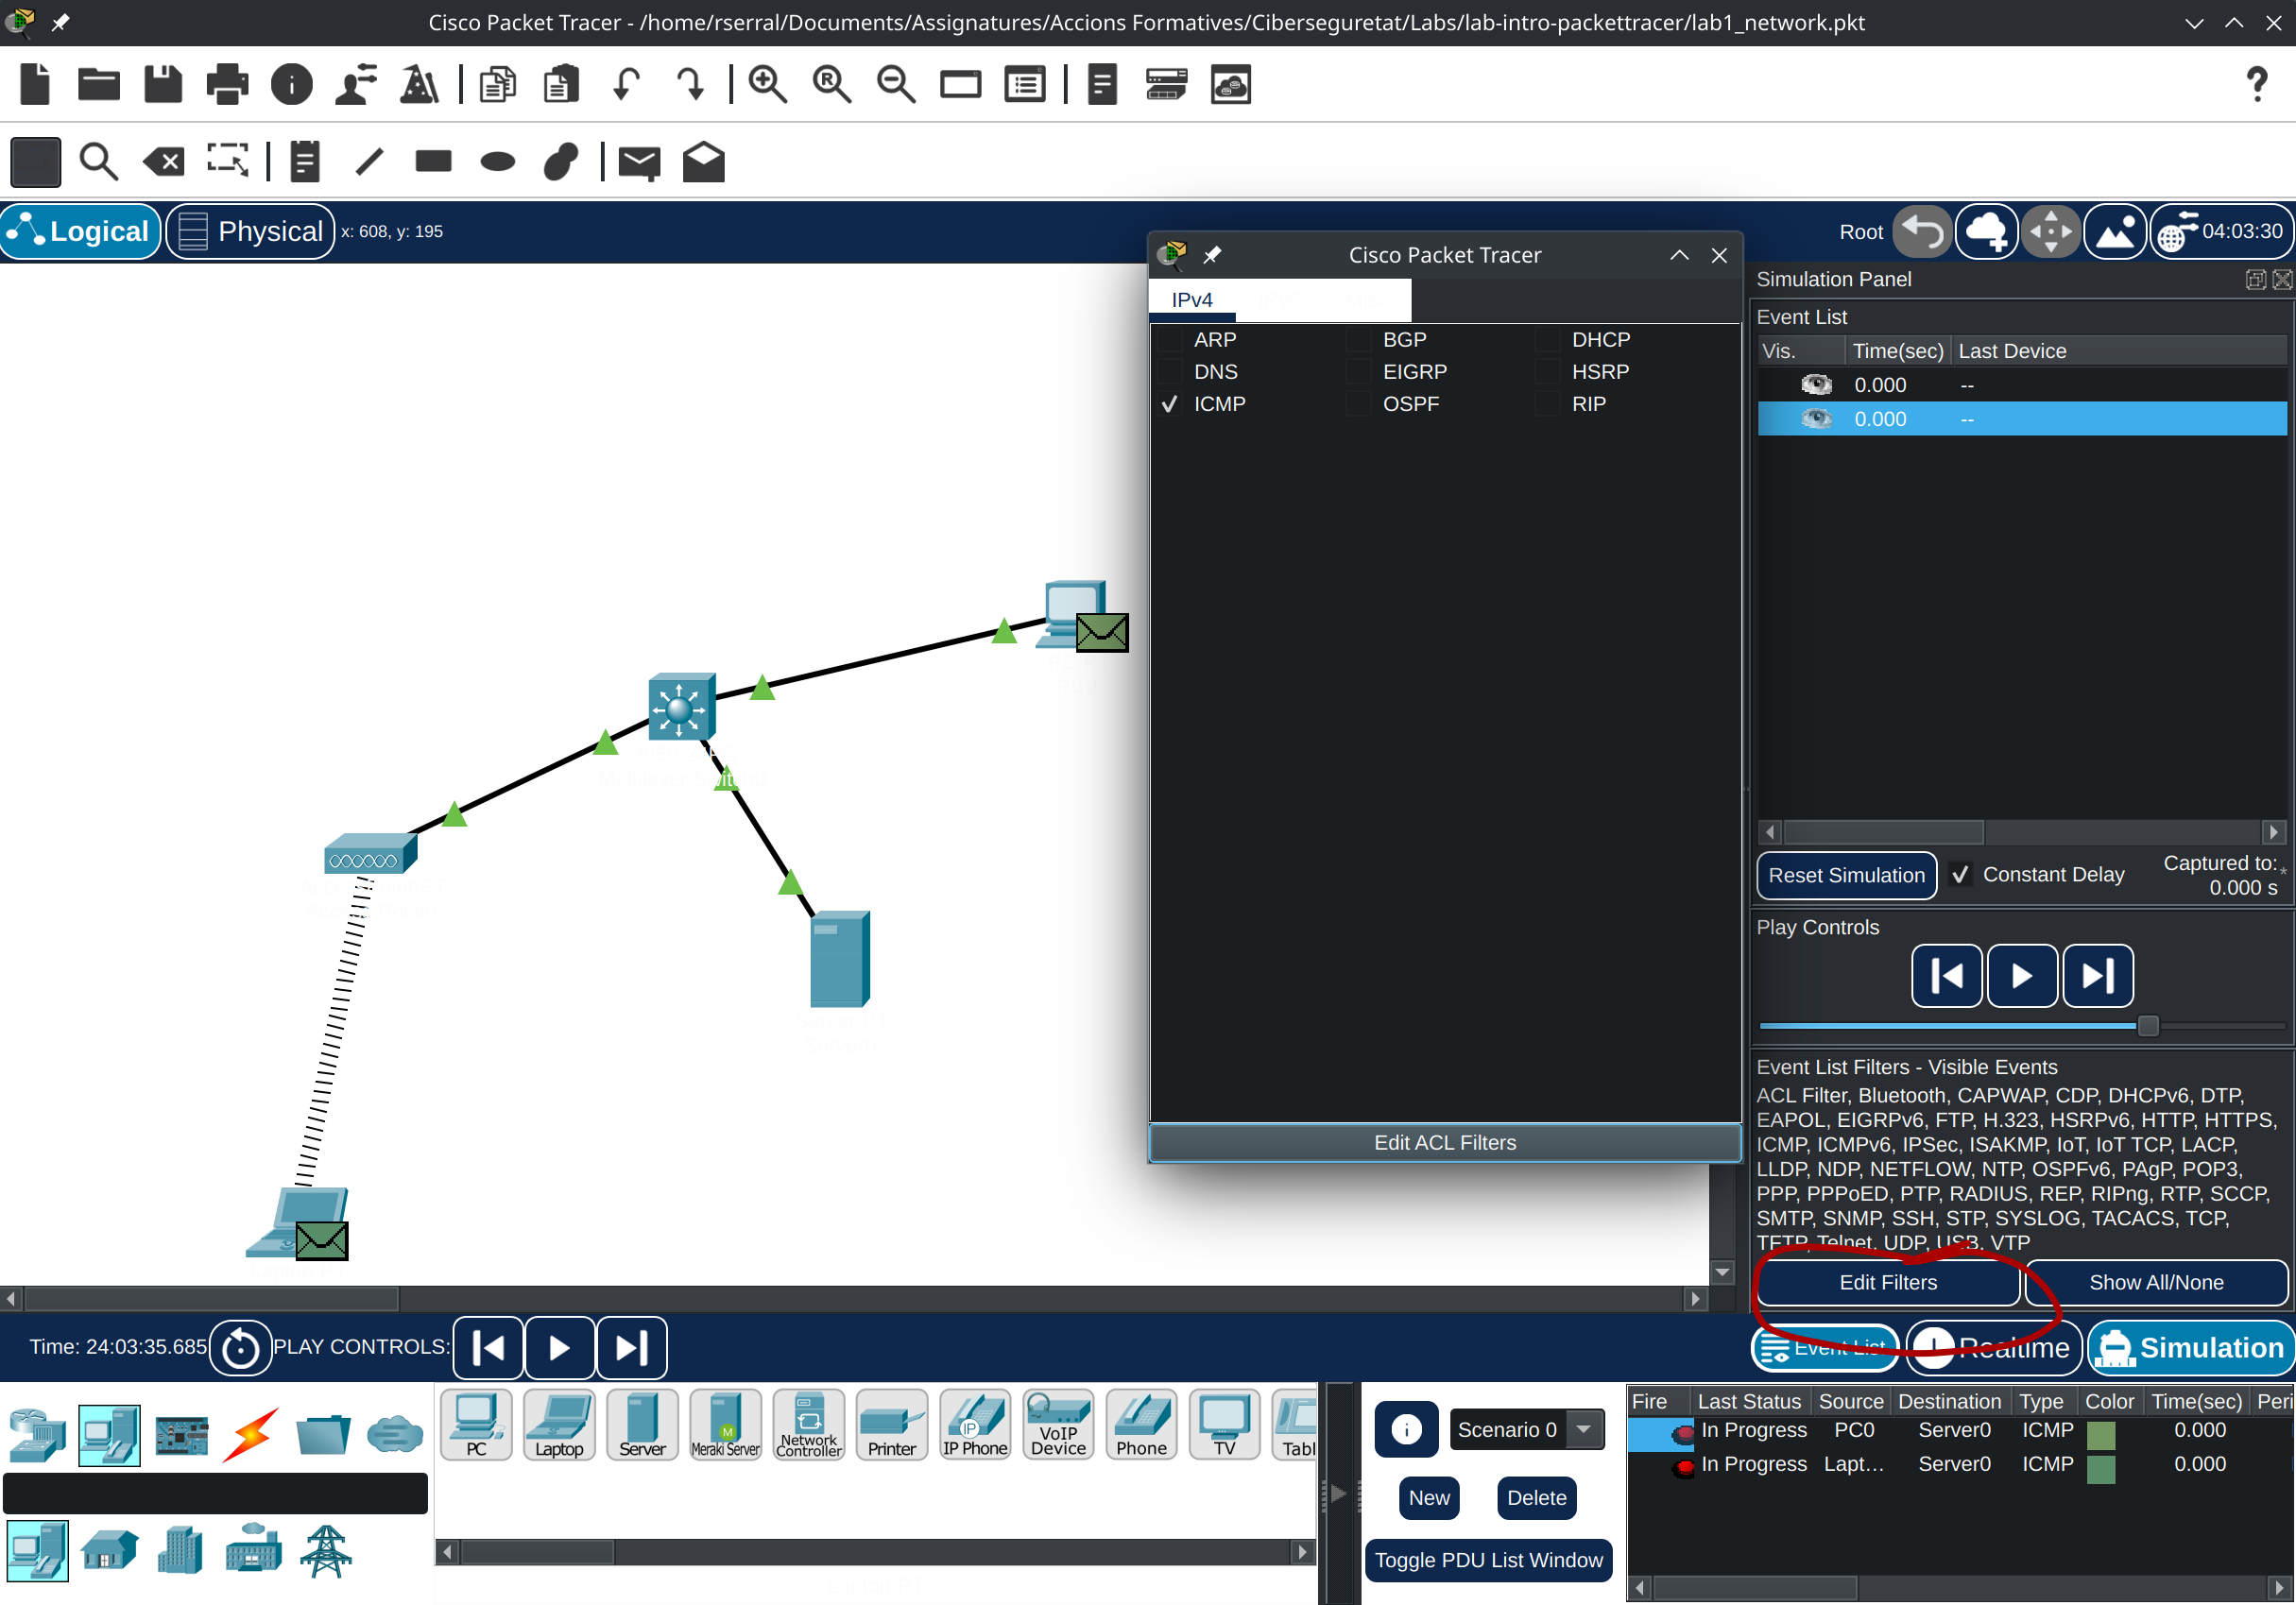 Cisco Packet Tracer - /home/rserral/Documents/Assignatures/Accions Formatives/Ciberseguretat/Labs/lab-intro-packettracer/lab1_network.pkt
Logical
Physical
x: 608, y: 195
Root
04:03:30
Cisco Packet Tracer
IPv4
ARP BGP DHCP
DNS EIGRP HSRP
ICMP OSPF RIP
Edit ACL Filters
Simulation Panel
Event List
Vis. Time(sec) Last Device
0.000 --
0.000 --
Reset Simulation
Constant Delay
Captured to:
0.000 s
*
Play Controls
Event List Filters - Visible Events
ACL Filter, Bluetooth, CAPWAP, CDP, DHCPv6, DTP,
EAPOL, EIGRPv6, FTP, H.323, HSRPv6, HTTP, HTTPS,
ICMP, ICMPv6, IPSec, ISAKMP, IoT, IoT TCP, LACP,
LLDP, NDP, NETFLOW, NTP, OSPFv6, PAgP, POP3,
PPP, PPPoED, PTP, RADIUS, REP, RIPng, RTP, SCCP,
SMTP, SNMP, SSH, STP, SYSLOG, TACACS, TCP,
TFTP, Telnet, UDP, USB, VTP
Edit Filters
Show All/None
Time: 24:03:35.685
PLAY CONTROLS:
Event List
Realtime
Simulation
PC
Laptop
Server
Meraki Server
Network Controller
Printer
IP Phone
VoIP Device
Phone
TV
Tabl
Scenario 0
New
Delete
Toggle PDU List Window
Fire Last Status Source Destination Type Color Time(sec) Peri
In Progress PC0 Server0 ICMP 0.000
In Progress Lapt... Server0 ICMP 0.000